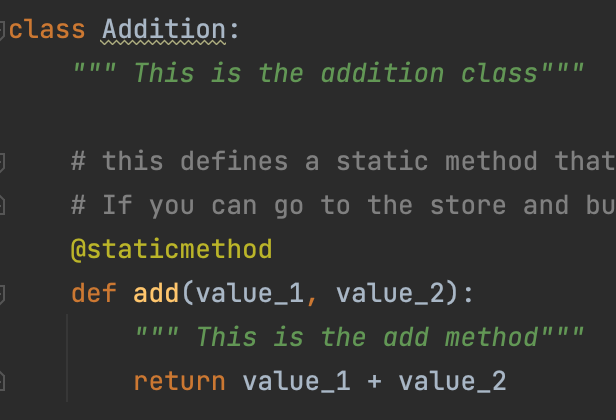 class Addition:
    """ This is the addition class"""
    # this defines a static method that
    # If you can go to the store and bu
    @staticmethod
    def add(value_1, value_2):
        """ This is the add method"""
        return value_1 + value_2